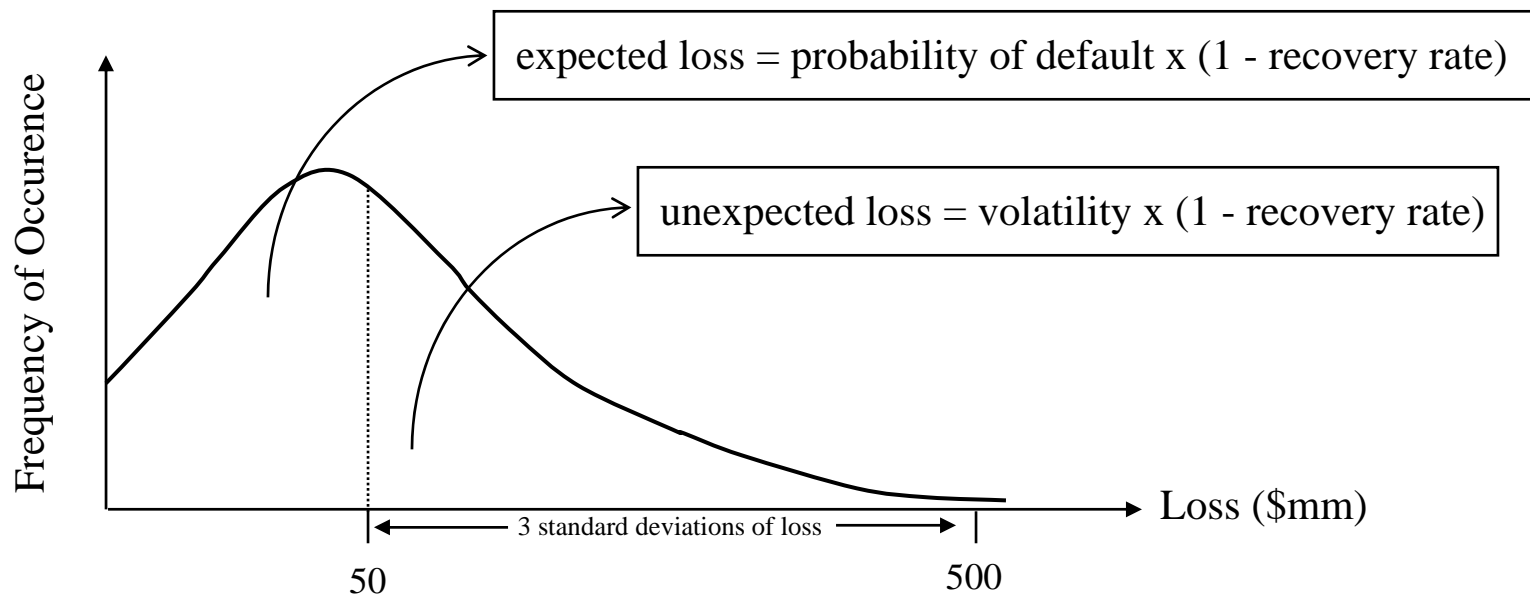 expected loss = probability of default x (1 - recovery rate)
Frequency of Occurrence
unexpected loss = volatility x (1 - recovery rate)
Loss ($mm)
3 standard deviations of loss
50
500